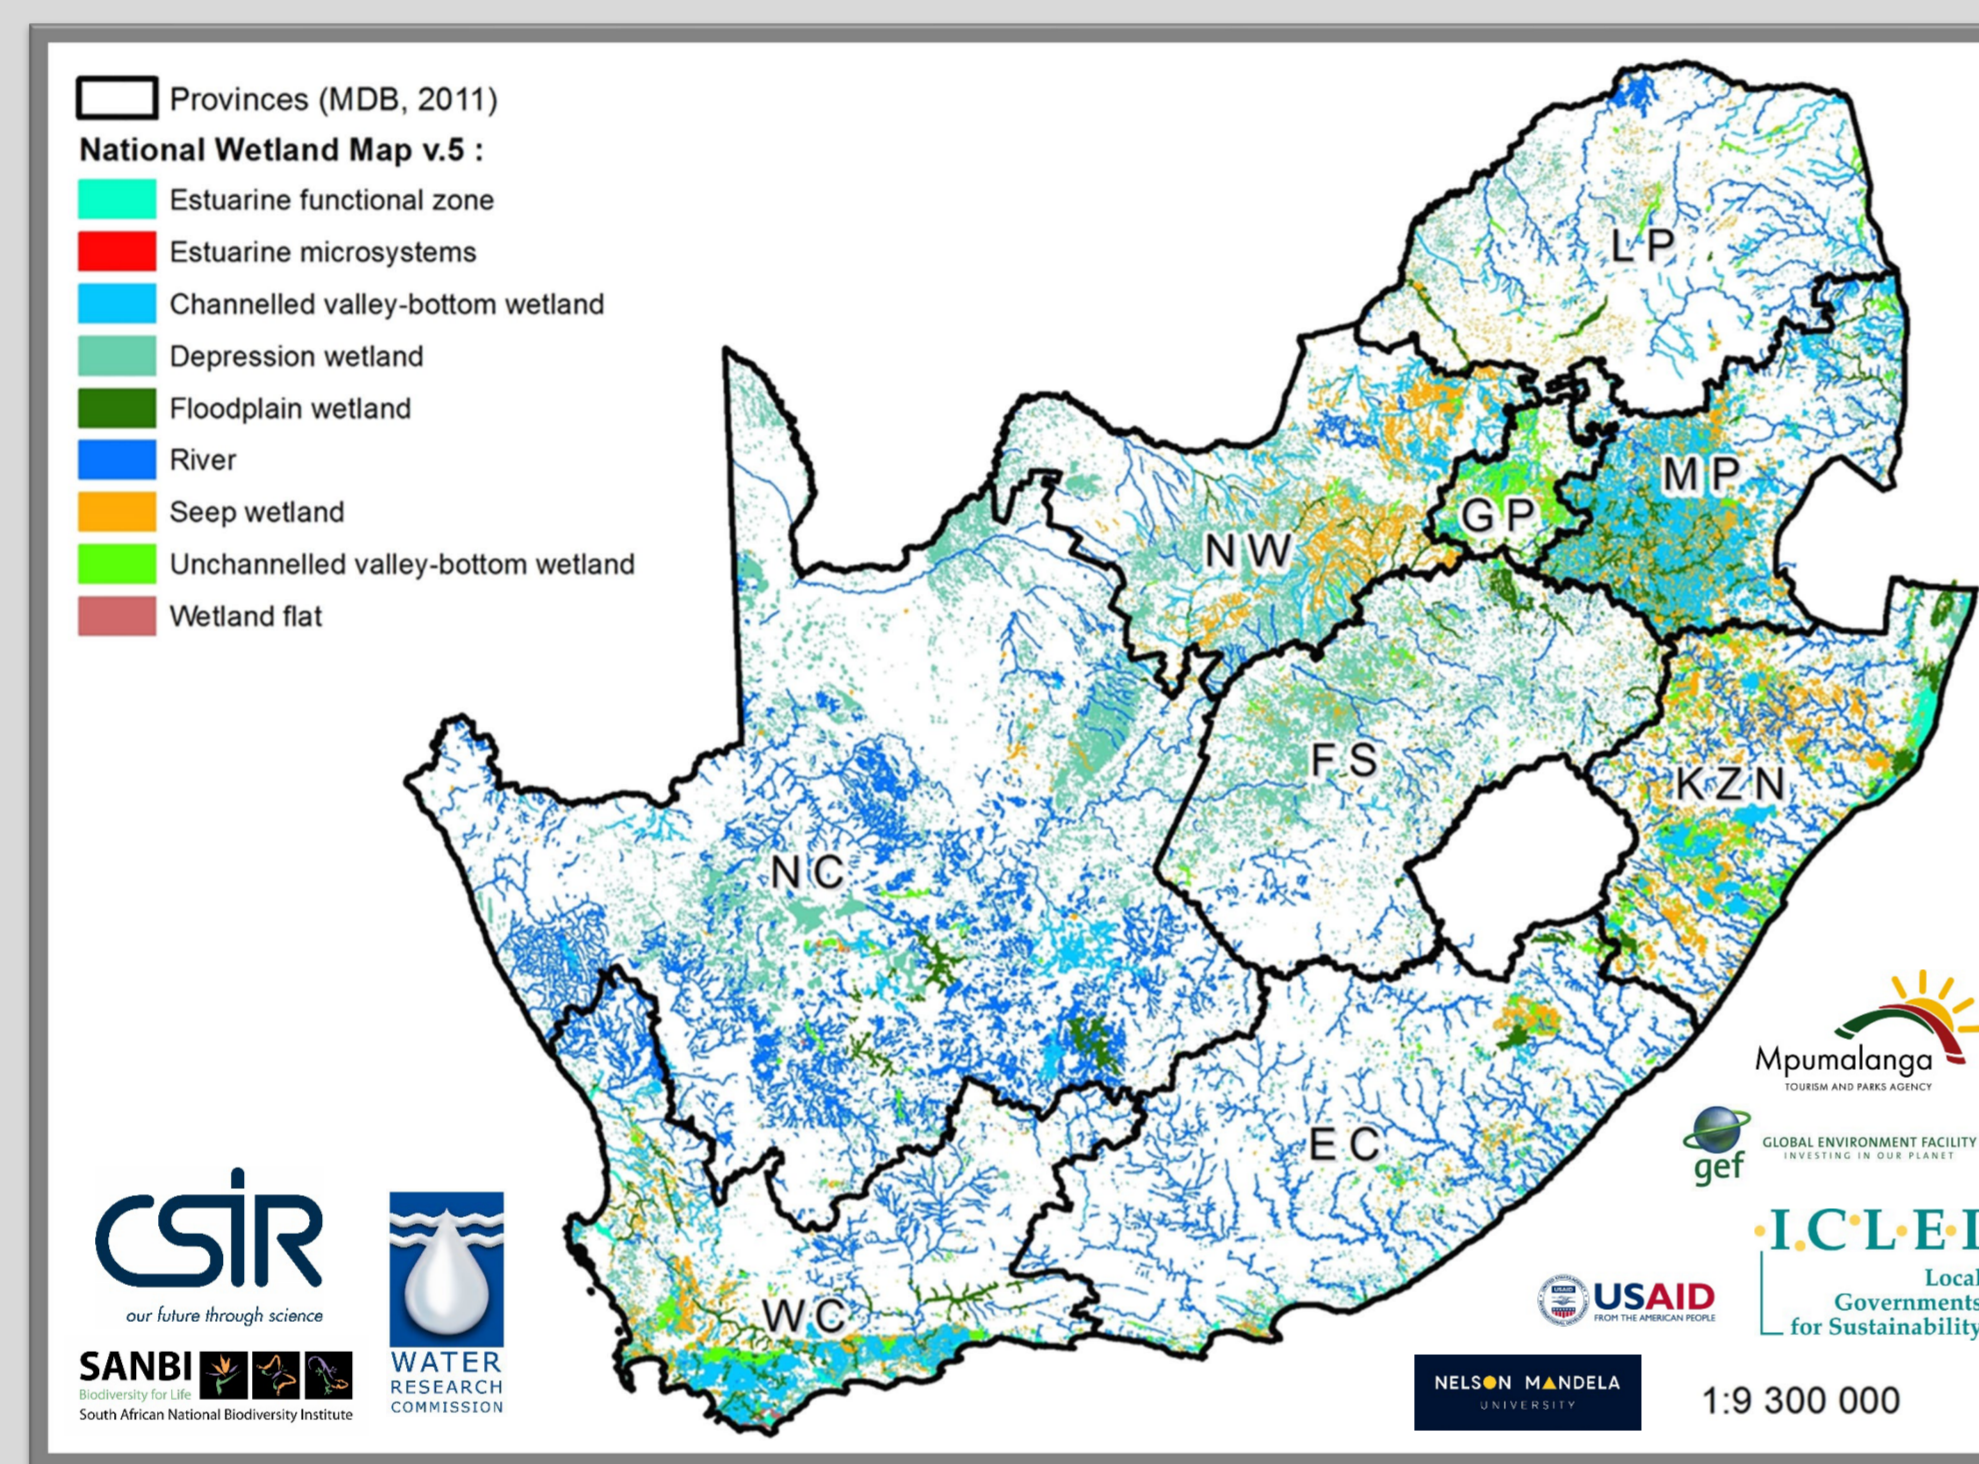 Provinces (MDB, 2011)
National Wetland Map v.5 :
Estuarine functional zone
Estuarine microsystems
Channelled valley-bottom wetland
Depression wetland
Floodplain wetland
River
Seep wetland
Unchannelled valley-bottom wetland
Wetland flat
LP
MP
GP
NW
FS
KZN
NC
EC
WC
CSIR
our future through science
SANBI
Biodiversity for Life
South African National Biodiversity Institute
WATER
RESEARCH
COMMISSION
Mpumalanga
TOURISM AND PARKS AGENCY
gef
GLOBAL ENVIRONMENT FACILITY
INVESTING IN OUR PLANET
I.C.L.E.I
Local
Governments
for Sustainability
USAID
USAID
FROM THE AMERICAN PEOPLE
NELSON MANDELA
UNIVERSITY
1:9 300 000